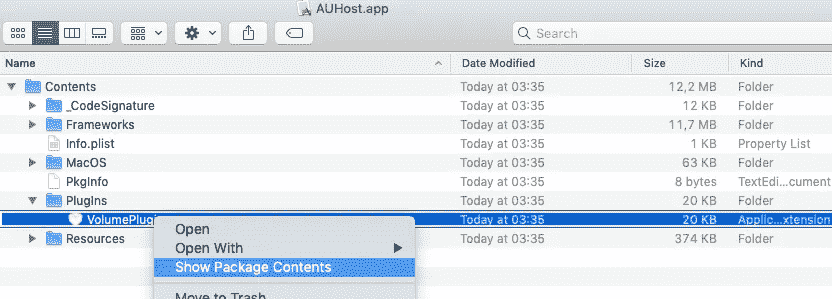 AUHost.app
Search
Name Date Modified Size Kind
Contents Today at 03:35 12,2 MB Folder
_CodeSignature Today at 03:35 12 KB Folder
Frameworks Today at 03:35 11,7 MB Folder
Info.plist Today at 03:35 1 KB Property List
MacOS Today at 03:35 63 KB Folder
PkgInfo Today at 03:35 8 bytes TextEdi...cument
PlugIns Today at 03:35 20 KB Folder
VolumePlugi Today at 03:35 20 KB Applic...xtension
Resources Today at 03:35 374 KB Folder
Open
Open With
Show Package Contents
Move to Trash